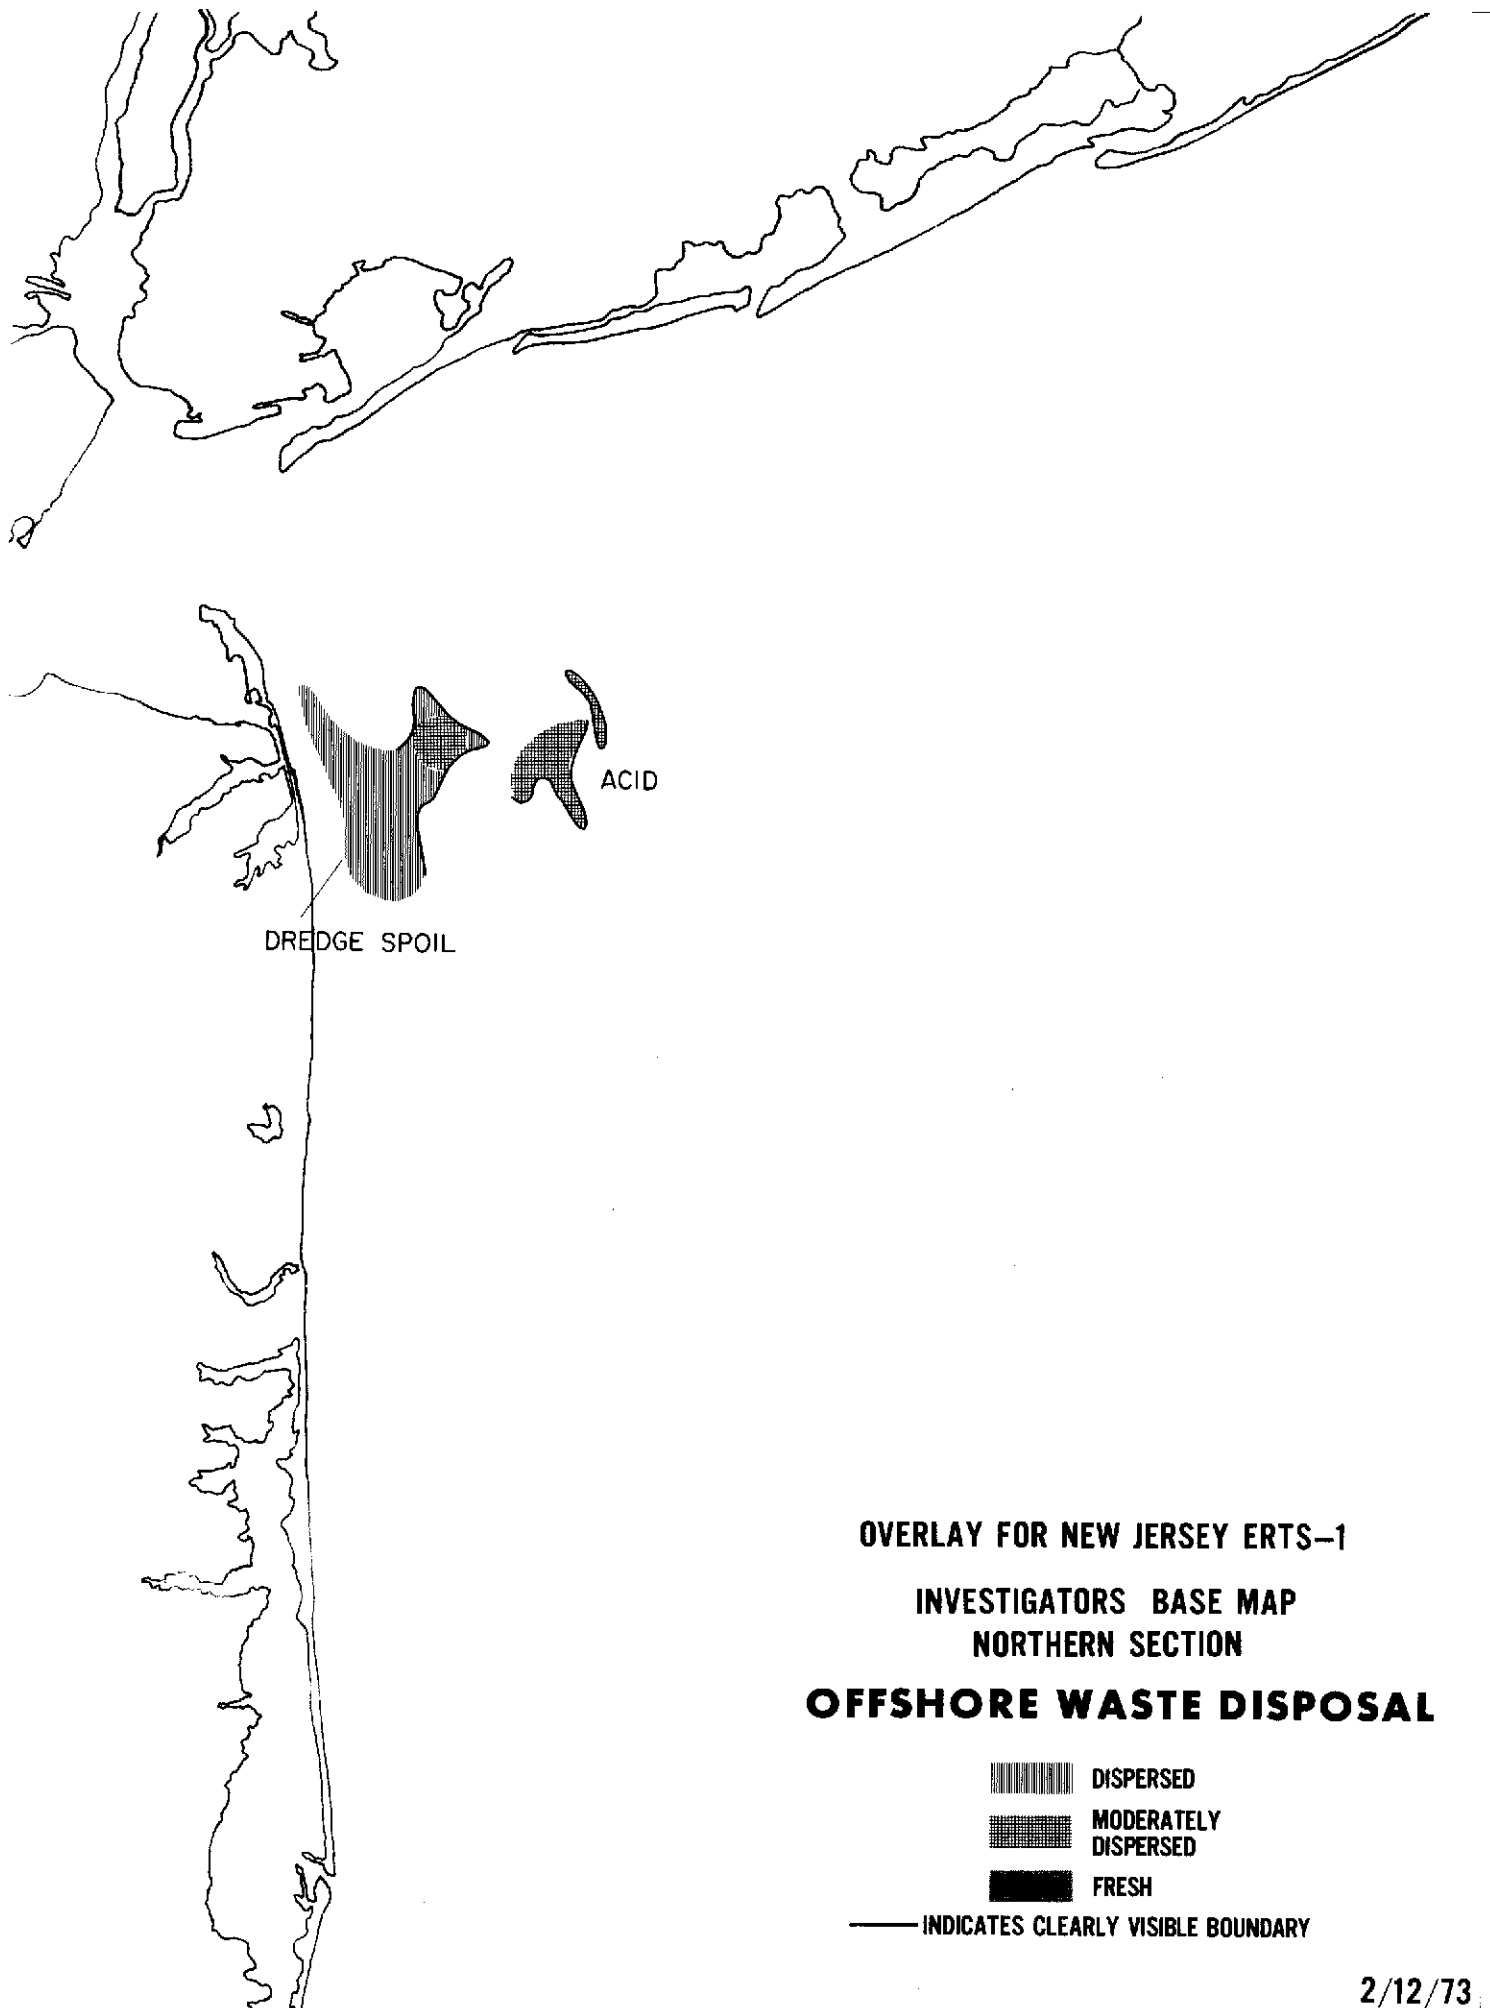 ACID
DREDGE SPOIL
OVERLAY FOR NEW JERSEY ERTS-1
INVESTIGATORS BASE MAP
NORTHERN SECTION
OFFSHORE WASTE DISPOSAL
DISPERSED
MODERATELY
DISPERSED
FRESH
INDICATES CLEARLY VISIBLE BOUNDARY
2/12/73